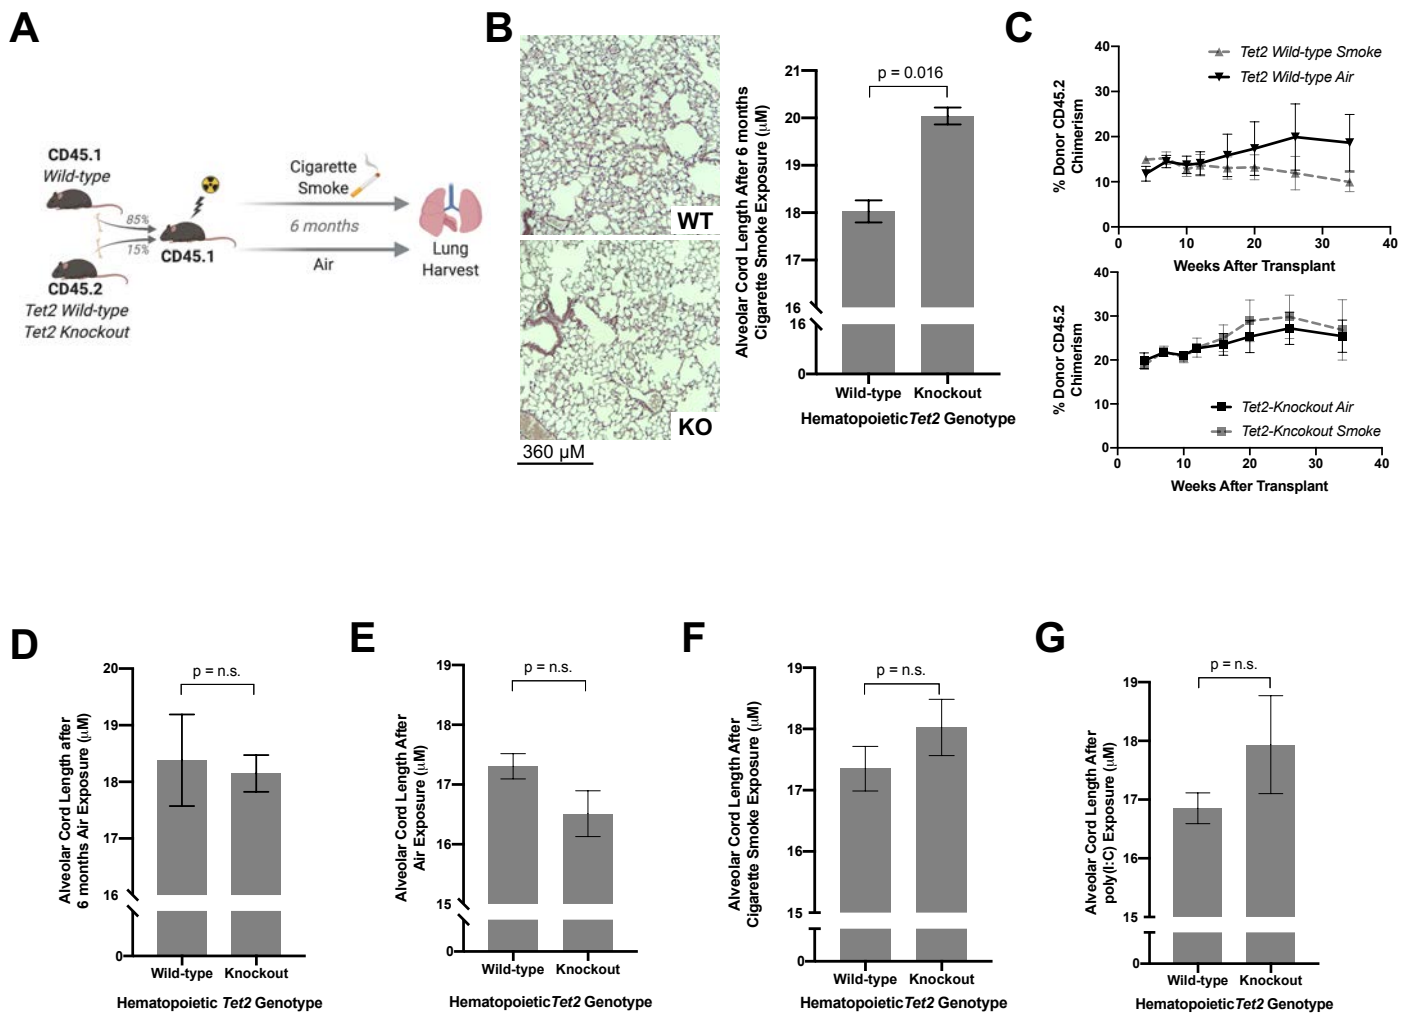 A
CD45.1
Wild-type
85%
15%
CD45.2
Tet2 Wild-type
Tet2 Knockout
CD45.1
Cigarette
Smoke
6 months
Air
Lung
Harvest
B
WT
KO
360 µM
Alveolar Cord Length After 6 months
Cigarette Smoke Exposure (µM)
21
20
19
18
17
16
16
0
p = 0.016
Wild-type Knockout
HematopoieticTet2 Genotype
C
% Donor CD45.2
Chimerism
40
30
20
10
0
Tet2 Wild-type Smoke
Tet2 Wild-type Air
0 10 20 30 40
Weeks After Transplant
% Donor CD45.2
Chimerism
40
30
20
10
0
Tet2-Knockout Air
Tet2-Kncokout Smoke
0 10 20 30 40
Weeks After Transplant
D
Alveolar Cord Length after
6 months Air Exposure (µM)
20
19
18
17
16
0
p = n.s.
Wild-type Knockout
Hematopoietic Tet2 Genotype
E
Alveolar Cord Length After
Air Exposure (µM)
19
18
17
16
15
0
p = n.s.
Wild-type Knockout
HematopoieticTet2 Genotype
F
Alveolar Cord Length After
Cigarette Smoke Exposure (µM)
19
18
17
16
15
0
p = n.s.
Wild-type Knockout
HematopoieticTet2 Genotype
G
Alveolar Cord Length After
poly(I:C) Exposure (µM)
19
18
17
16
15
0
p = n.s.
Wild-type Knockout
HematopoieticTet2 Genotype